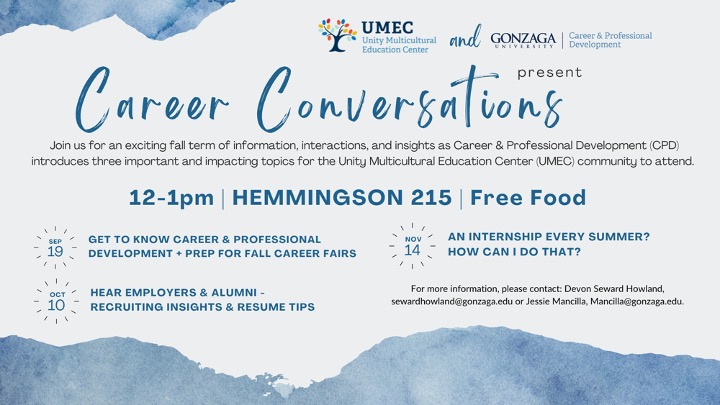 UMEC
Unity Multicultural
Education Center
and
GONZAGA
UNIVERSITY
Career & Professional
Development
present
Career Conversations
Join us for an exciting fall term of information, interactions, and insights as Career & Professional Development (CPD)
introduces three important and impacting topics for the Unity Multicultural Education Center (UMEC) community to attend.
12-1pm | HEMMINGSON 215 | Free Food
SEP
19
GET TO KNOW CAREER & PROFESSIONAL
DEVELOPMENT + PREP FOR FALL CAREER FAIRS
OCT
10
HEAR EMPLOYERS & ALUMNI -
RECRUITING INSIGHTS & RESUME TIPS
NOV
14
AN INTERNSHIP EVERY SUMMER?
HOW CAN I DO THAT?
For more information, please contact: Devon Seward Howland,
sewardhowland@gonzaga.edu or Jessie Mancilla, Mancilla@gonzaga.edu.